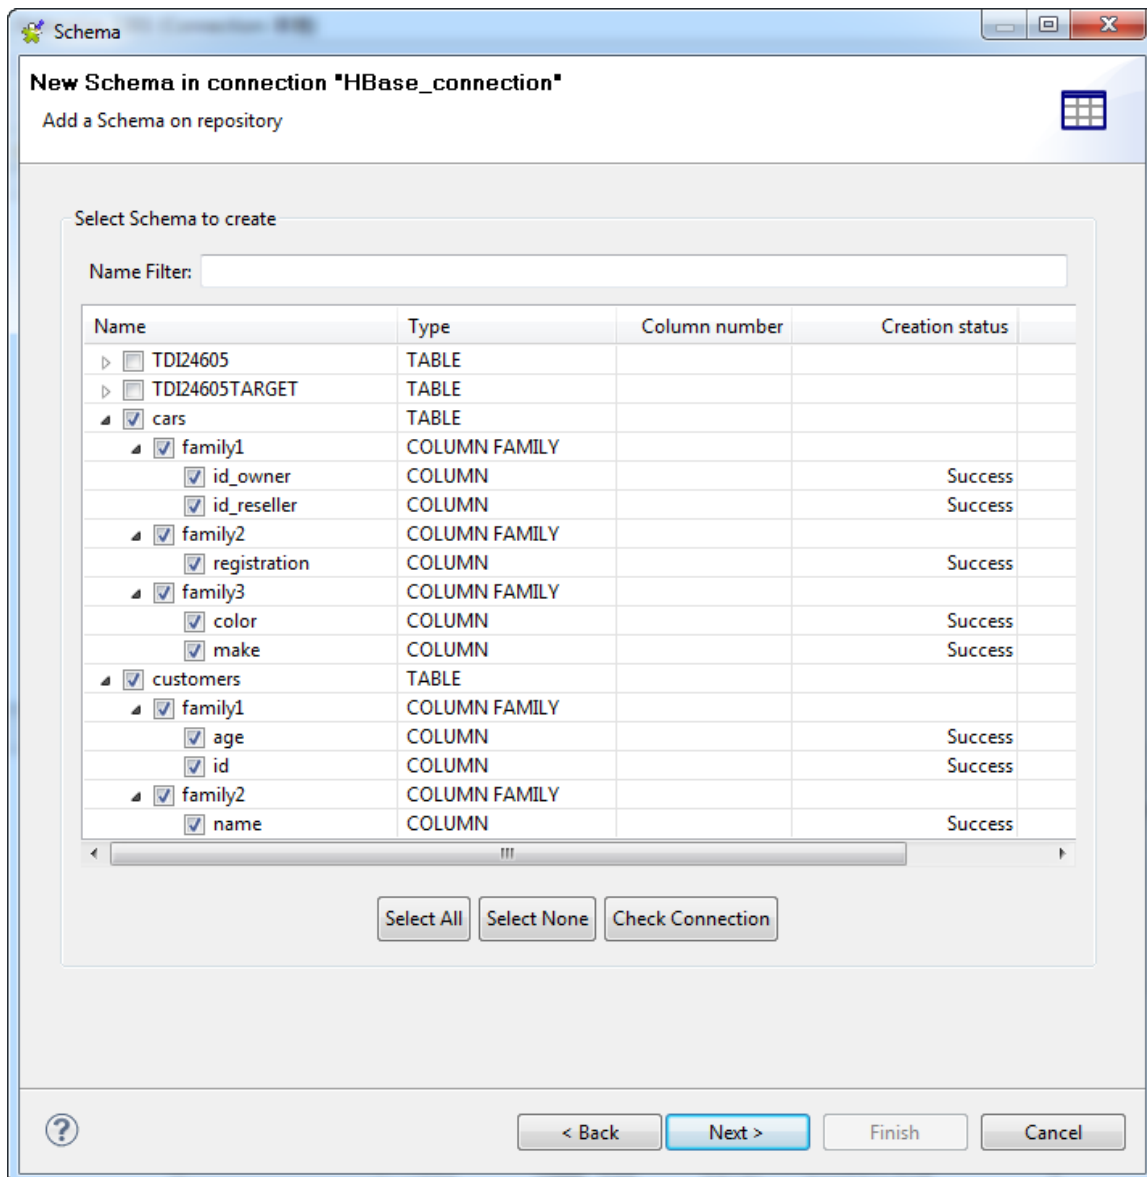 Schema
New Schema in connection "HBase_connection"
Add a Schema on repository
Select Schema to create
Name Filter:
Name Type Column number Creation status
TDI24605 TABLE
TDI24605TARGET TABLE
cars TABLE
family1 COLUMN FAMILY
id_owner COLUMN Success
id_reseller COLUMN Success
family2 COLUMN FAMILY
registration COLUMN Success
family3 COLUMN FAMILY
color COLUMN Success
make COLUMN Success
customers TABLE
family1 COLUMN FAMILY
age COLUMN Success
id COLUMN Success
family2 COLUMN FAMILY
name COLUMN Success
Select All Select None Check Connection
? < Back Next > Finish Cancel